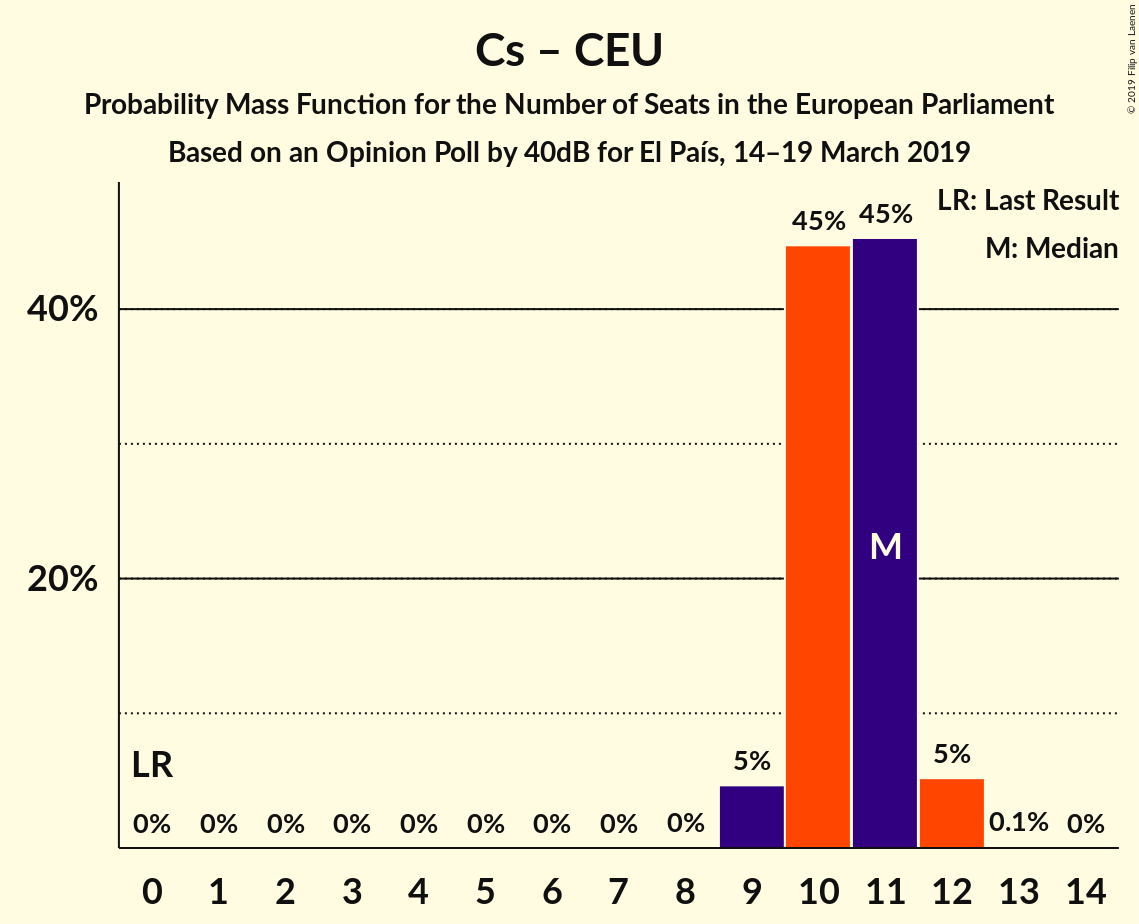 Cs – CEU
Probability Mass Function for the Number of Seats in the European Parliament
Based on an Opinion Poll by 40dB for El País, 14–19 March 2019
© 2019 Filip van Laenen
LR: Last Result
M: Median
45% 45%
40%
M
20%
LR
5% 5%
0% 0% 0% 0% 0% 0% 0% 0% 0% 0.1% 0%
0 1 2 3 4 5 6 7 8 9 10 11 12 13 14